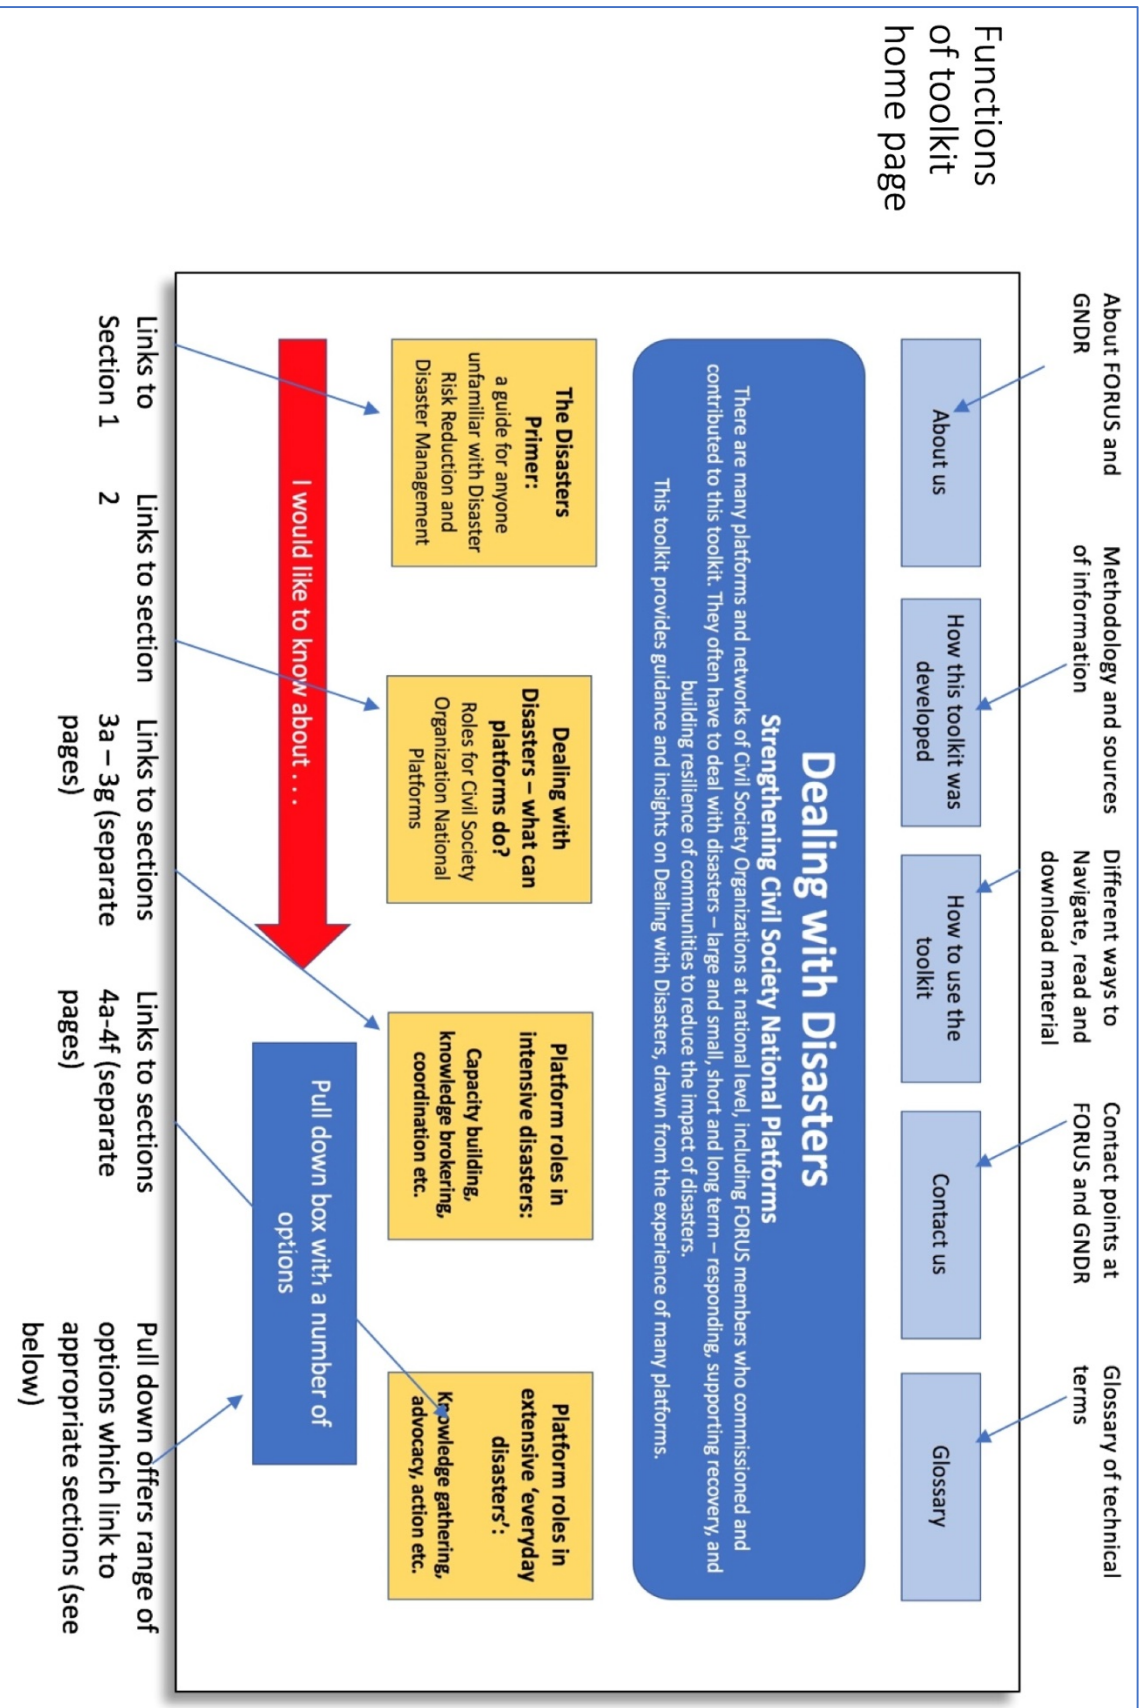 Functions
of toolkit
home page
About FORUS and
GNDR
Methodology and sources
of information
Different ways to
Navigate, read and
download material
Contact points at
FORUS and GNDR
Glossary of technical
terms
About us
How this toolkit was
developed
How to use the
toolkit
Contact us
Glossary
Dealing with Disasters
Strengthening Civil Society National Platforms
There are many platforms and networks of Civil Society Organizations at national level, including FORUS members who commissioned and
contributed to this toolkit. They often have to deal with disasters – large and small, short and long term – responding, supporting recovery, and
building resilience of communities to reduce the impact of disasters.
This toolkit provides guidance and insights on Dealing with Disasters, drawn from the experience of many platforms.
The Disasters
Primer:
a guide for anyone
unfamiliar with Disaster
Risk Reduction and
Disaster Management
Dealing with
Disasters – what can
platforms do?
Roles for Civil Society
Organization National
Platforms
Platform roles in
intensive disasters:
Capacity building,
knowledge brokering,
coordination etc.
Platform roles in
extensive ‘everyday
disasters’:
Knowledge gathering,
advocacy, action etc.
I would like to know about . . .
Pull down box with a number of
options
Links to
Section 1
Links to section
2
Links to sections
3a – 3g (separate
pages)
Links to sections
4a-4f (separate
pages)
Pull down offers range of
options which link to
appropriate sections (see
below)